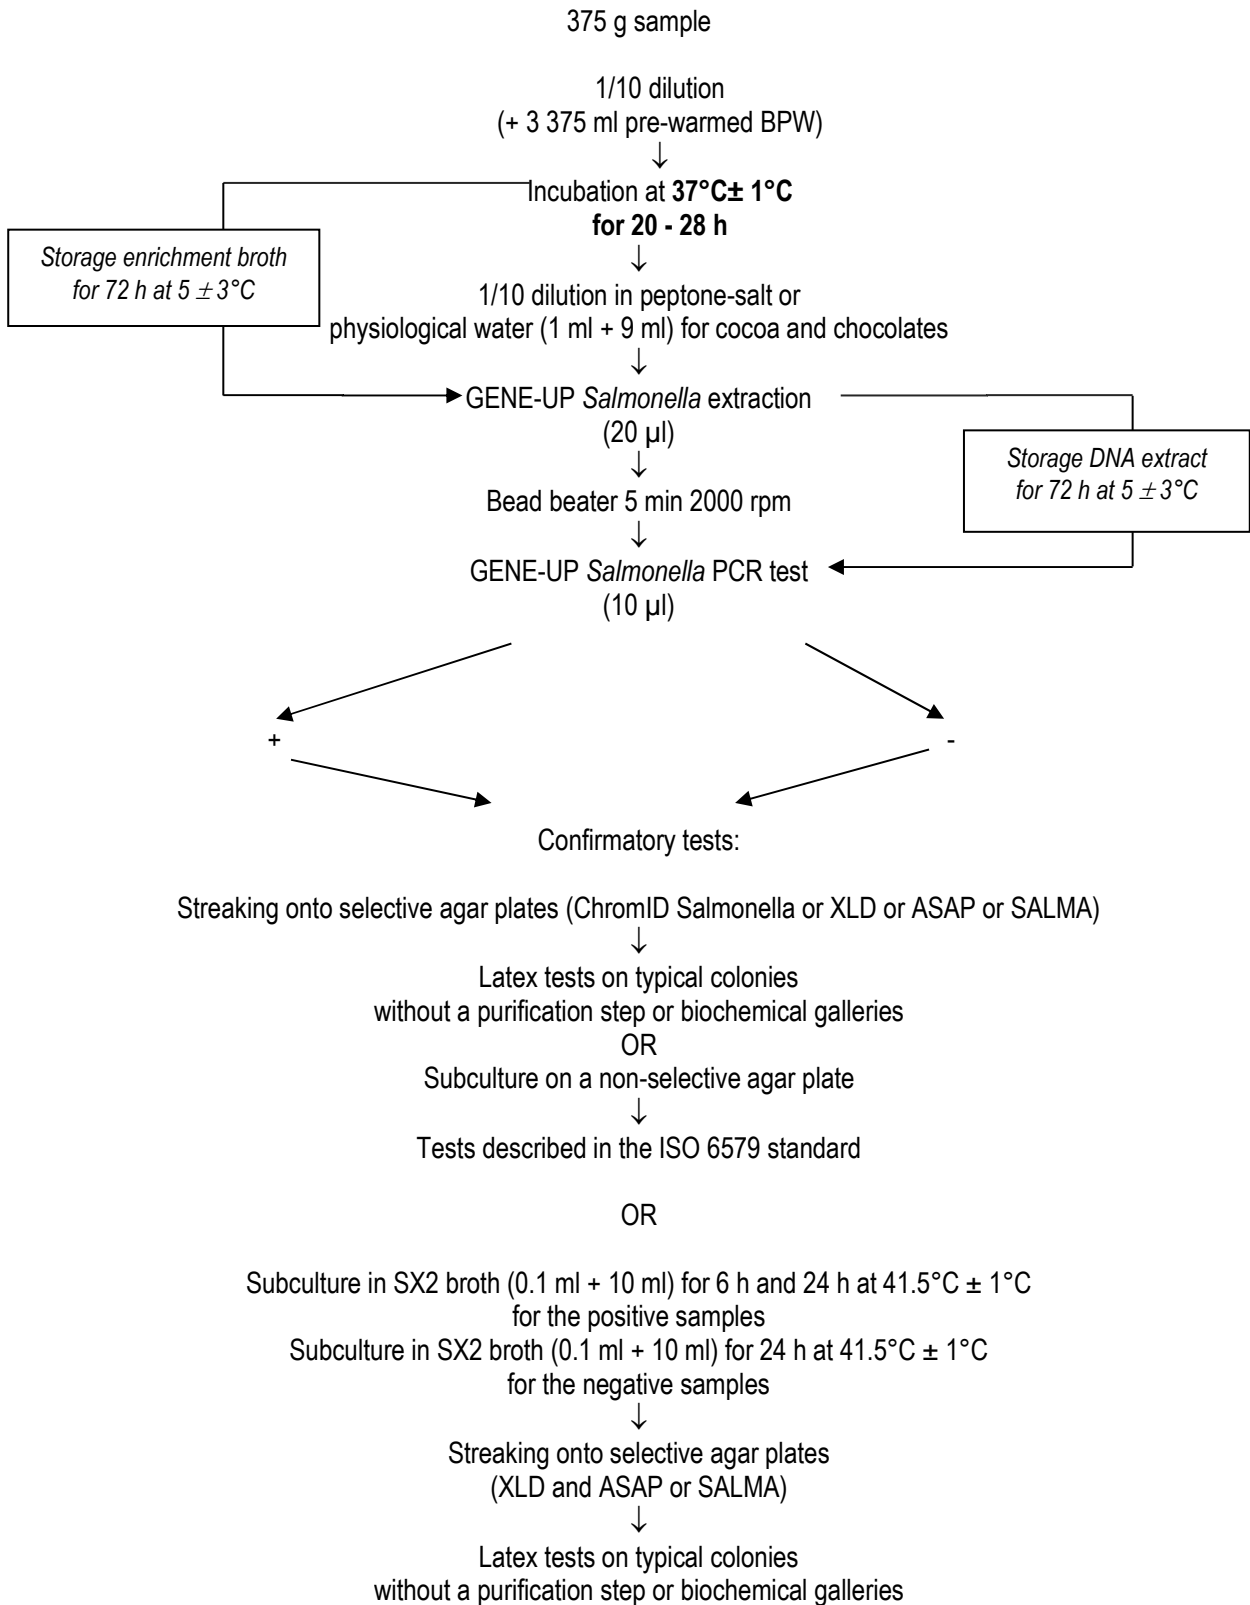 375 g sample
1/10 dilution
(+ 3 375 ml pre-warmed BPW)
↓
Incubation at 37°C± 1°C
for 20 - 28 h
Storage enrichment broth
for 72 h at 5 ± 3°C
↓
1/10 dilution in peptone-salt or
physiological water (1 ml + 9 ml) for cocoa and chocolates
↓
GENE-UP Salmonella extraction
(20 µl)
Storage DNA extract
for 72 h at 5 ± 3°C
↓
Bead beater 5 min 2000 rpm
↓
GENE-UP Salmonella PCR test
(10 µl)
+
-
Confirmatory tests:
Streaking onto selective agar plates (ChromID Salmonella or XLD or ASAP or SALMA)
↓
Latex tests on typical colonies
without a purification step or biochemical galleries
OR
Subculture on a non-selective agar plate
↓
Tests described in the ISO 6579 standard
OR
Subculture in SX2 broth (0.1 ml + 10 ml) for 6 h and 24 h at 41.5°C ± 1°C
for the positive samples
Subculture in SX2 broth (0.1 ml + 10 ml) for 24 h at 41.5°C ± 1°C
for the negative samples
↓
Streaking onto selective agar plates
(XLD and ASAP or SALMA)
↓
Latex tests on typical colonies
without a purification step or biochemical galleries